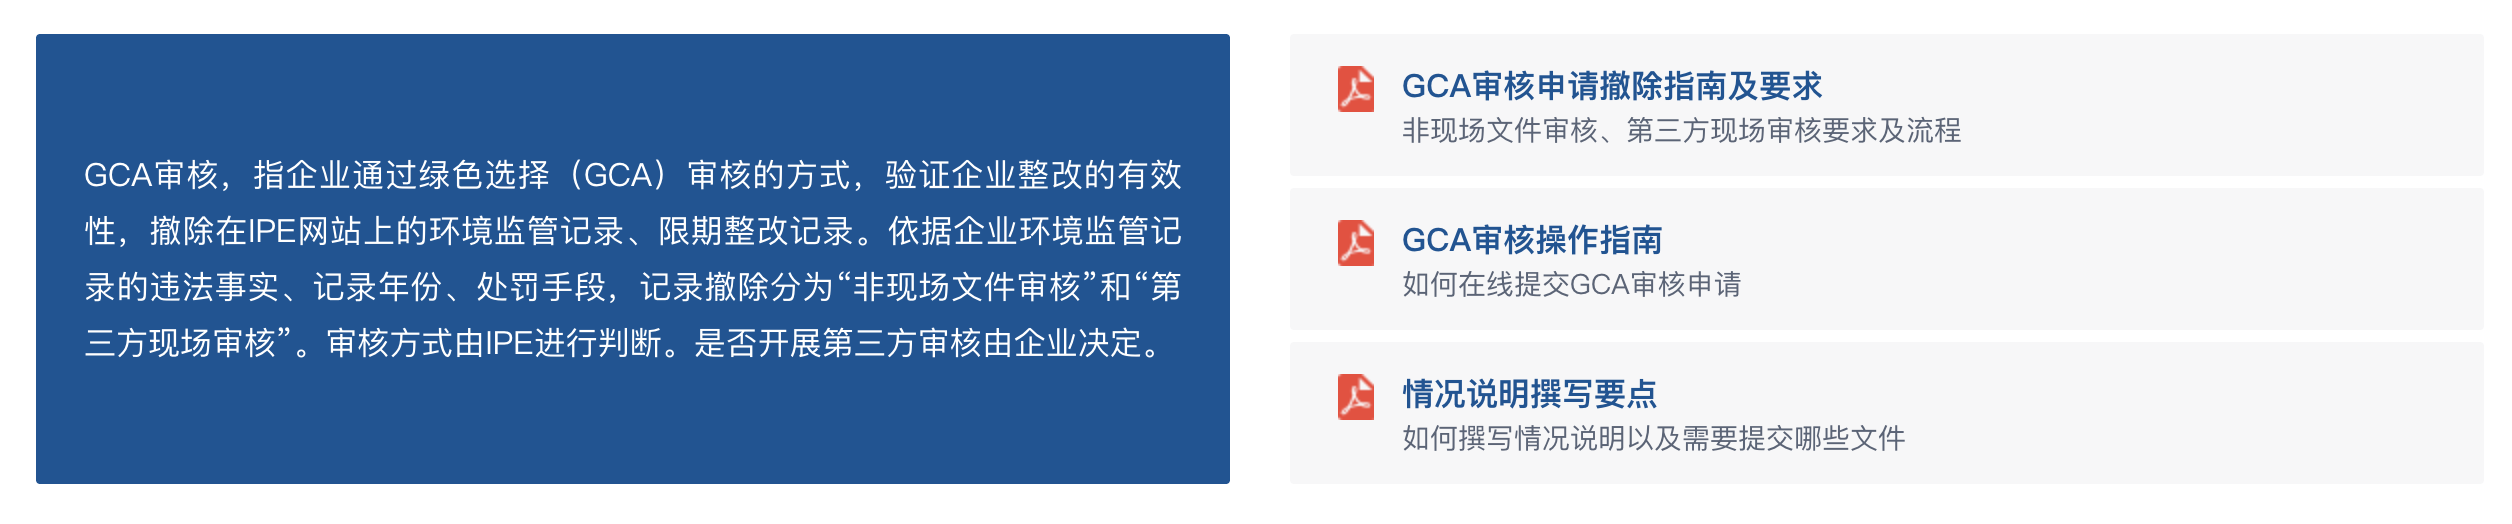 GCA审核，指企业通过绿色选择（GCA）审核的方式，验证企业整改的有效
性，撤除在IPE网站上的环境监管记录、限期整改记录。依据企业环境监管记
录的违法事实、记录条件、处罚手段，记录撤除分为“非现场文件审核”和“第
三方现场审核”。审核方式由IPE进行判断。是否开展第三方审核由企业决定。
GCA审核申请撤除指南及要求
非现场文件审核、第三方现场审核要求及流程
GCA审核操作指南
如何在线提交GCA审核申请
情况说明撰写要点
如何撰写情况说明以及需要提交哪些文件